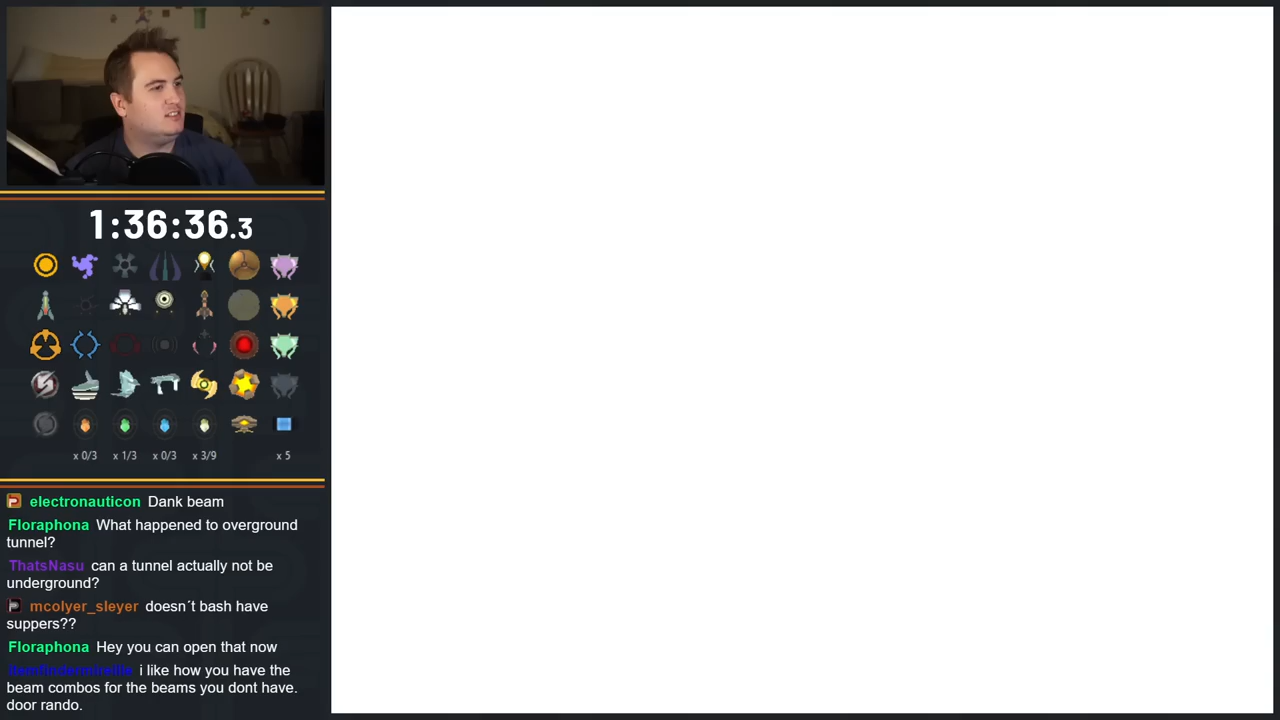 1:36:36.3
x 0/3 x 1/3 x 0/3 x 3/9 x 5
electronauticon Dank beam
Floraphona What happened to overground
tunnel?
ThatsNasu can a tunnel actually not be
underground?
mcolyer_sleyer doesn´t bash have
suppers??
Floraphona Hey you can open that now
i like how you have the
beam combos for the beams you dont have.
door rando.